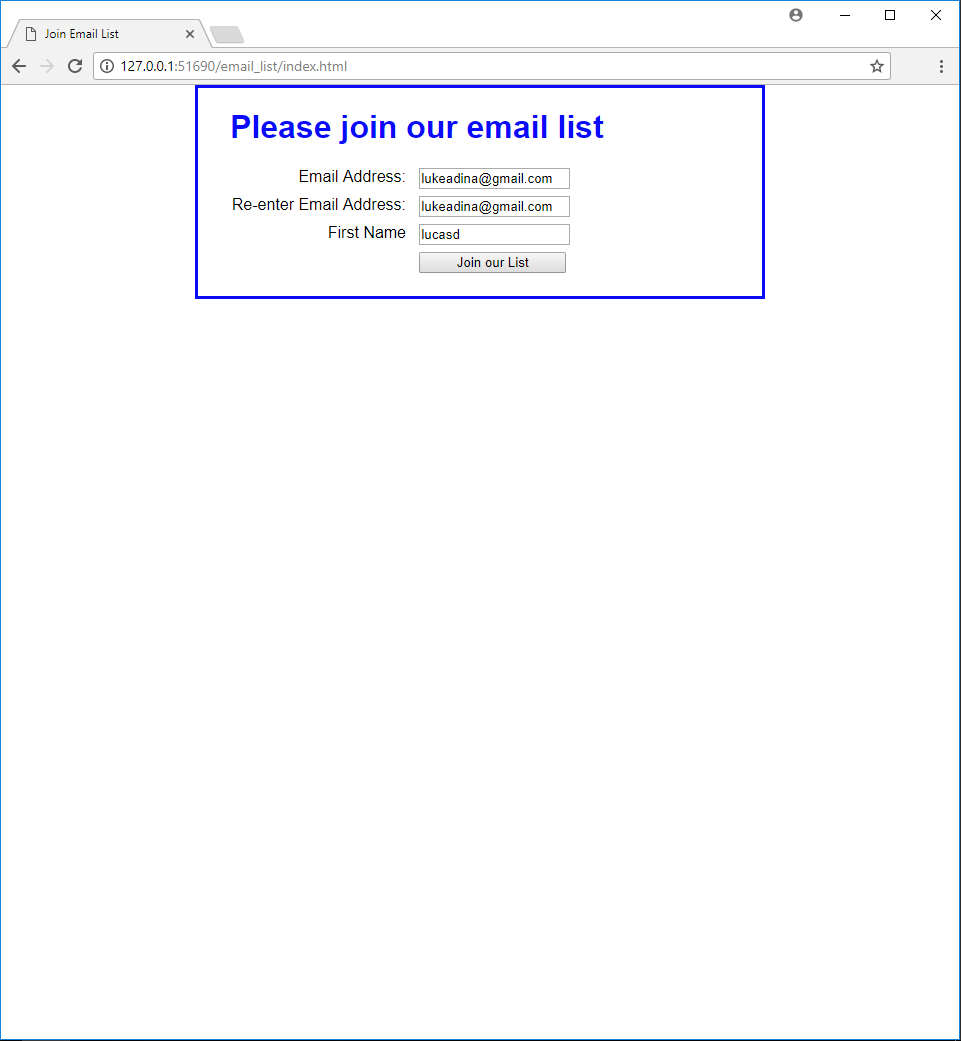 Join Email List
127.0.0.1:51690/email_list/index.html
Please join our email list
Email Address: lukeadina@gmail.com
Re-enter Email Address: lukeadina@gmail.com
First Name lucasd
Join our List